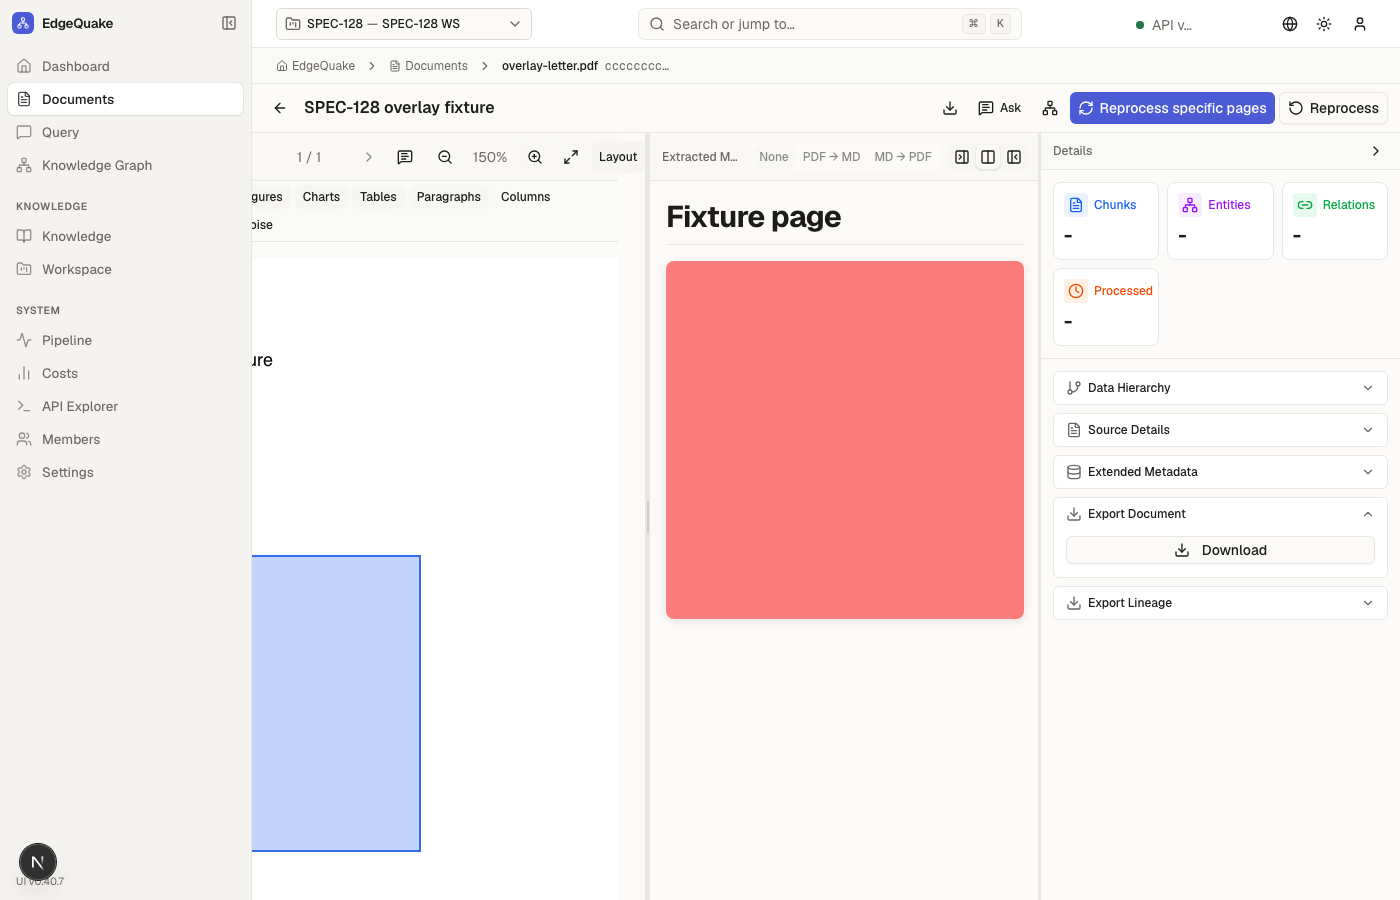 EdgeQuake
Dashboard
Documents
Query
Knowledge Graph
KNOWLEDGE
Knowledge
Workspace
SYSTEM
Pipeline
Costs
API Explorer
Members
Settings
N
UI v0.40.7
SPEC-128 — SPEC-128 WS
Search or jump to...
⌘ K
API v...
EdgeQuake > Documents > overlay-letter.pdf cccccccc...
SPEC-128 overlay fixture
Ask
Reprocess specific pages
Reprocess
1 / 1
150%
Layout
gures Charts Tables Paragraphs Columns
oise
ure
Extracted M...
None PDF → MD MD → PDF
Fixture page
Details
Chunks
-
Entities
-
Relations
-
Processed
-
Data Hierarchy
Source Details
Extended Metadata
Export Document
Download
Export Lineage